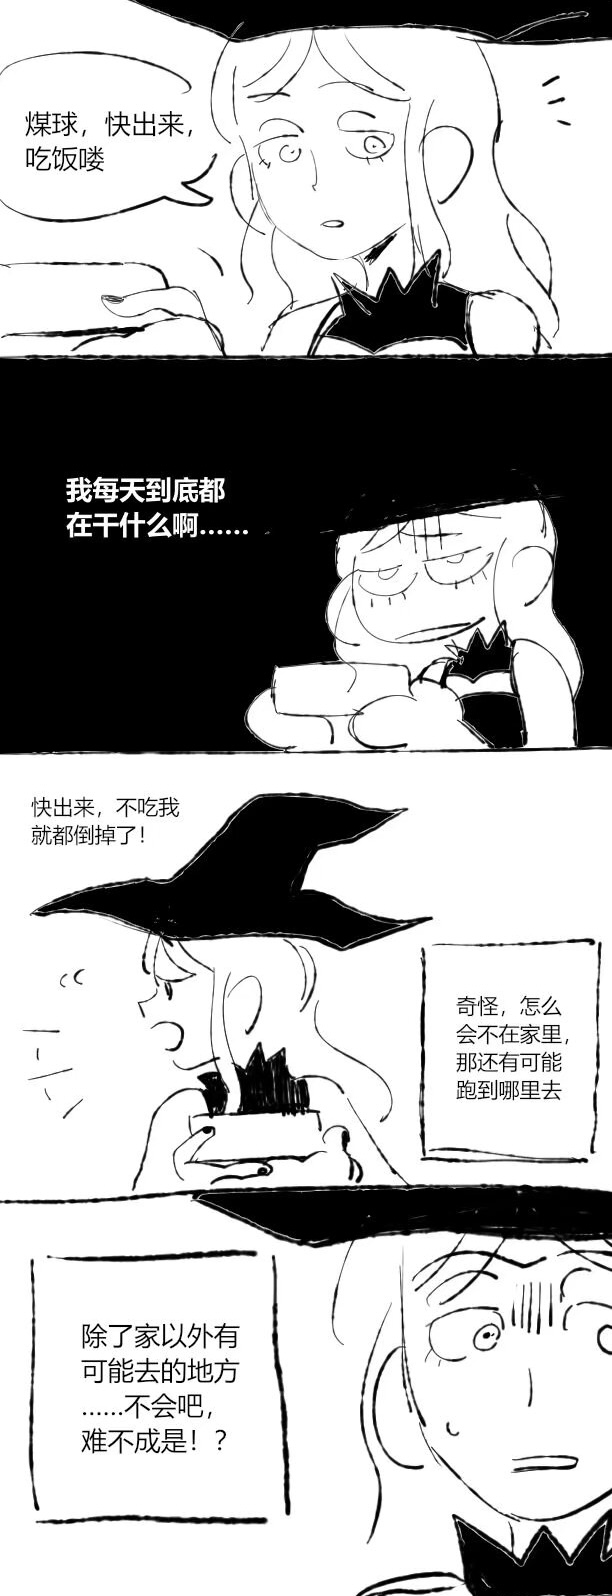 煤球，快出来，
吃饭喽
我每天到底都
在干什么啊……
快出来，不吃我
就都倒掉了！
奇怪，怎么
会不在家里，
那还有可能
跑到哪里去
除了家以外有
可能去的地方
……不会吧，
难不成是！？